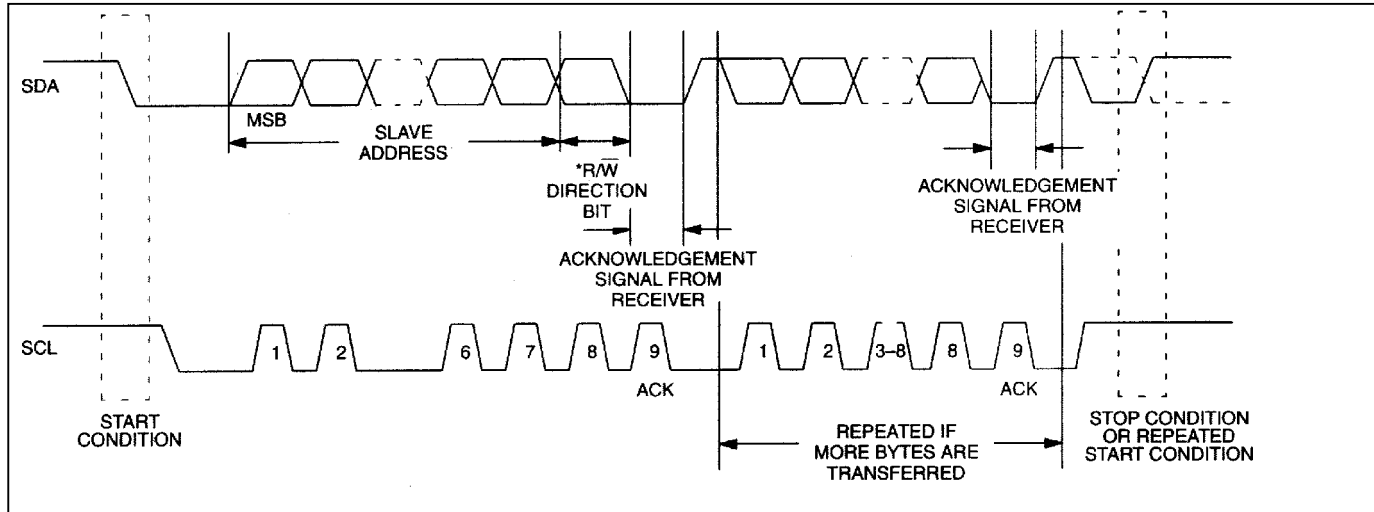 SDA
MSB
SLAVE
ADDRESS
*R/W̅
DIRECTION
BIT
ACKNOWLEDGEMENT
SIGNAL FROM
RECEIVER
ACKNOWLEDGEMENT
SIGNAL FROM
RECEIVER
SCL
1 2 6 7 8 9 1 2 3–8 8 9
ACK
ACK
START
CONDITION
REPEATED IF
MORE BYTES ARE
TRANSFERRED
STOP CONDITION
OR REPEATED
START CONDITION